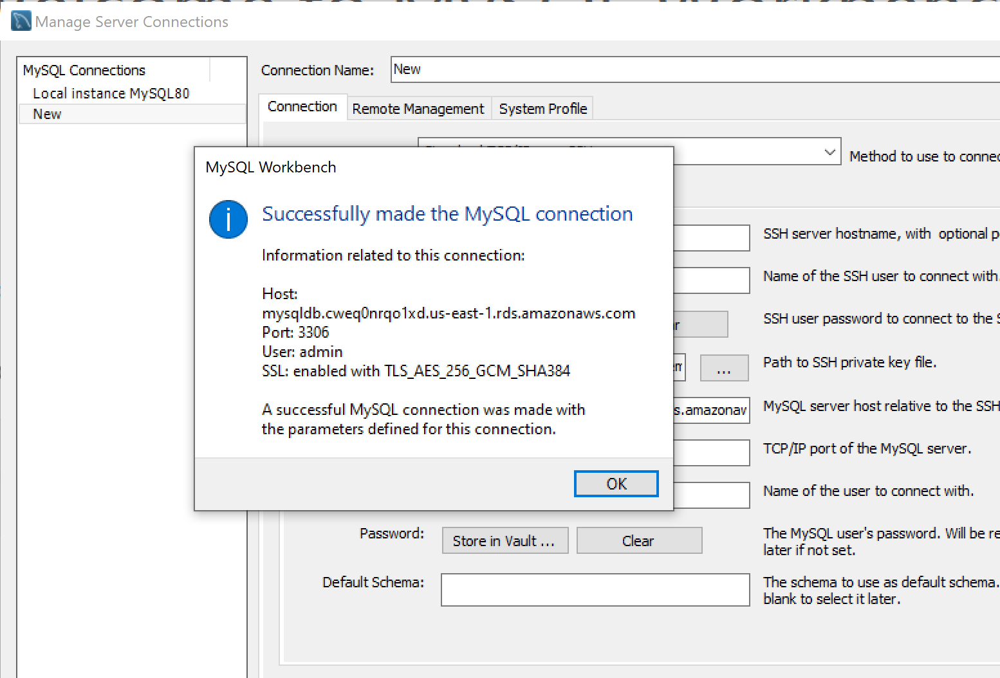 Manage Server Connections
MySQL Connections
Local instance MySQL80
New
Connection Name: New
Connection Remote Management System Profile
Method to use to connec
MySQL Workbench
Successfully made the MySQL connection
Information related to this connection:
Host:
mysqldb.cweq0nrqo1xd.us-east-1.rds.amazonaws.com
Port: 3306
User: admin
SSL: enabled with TLS_AES_256_GCM_SHA384
A successful MySQL connection was made with
the parameters defined for this connection.
OK
SSH server hostname, with optional p
Name of the SSH user to connect with.
SSH user password to connect to the S
... Path to SSH private key file.
s.amazonaw MySQL server host relative to the SSH
TCP/IP port of the MySQL server.
Name of the user to connect with.
Password: Store in Vault ... Clear The MySQL user's password. Will be re
later if not set.
Default Schema: The schema to use as default schema.
blank to select it later.